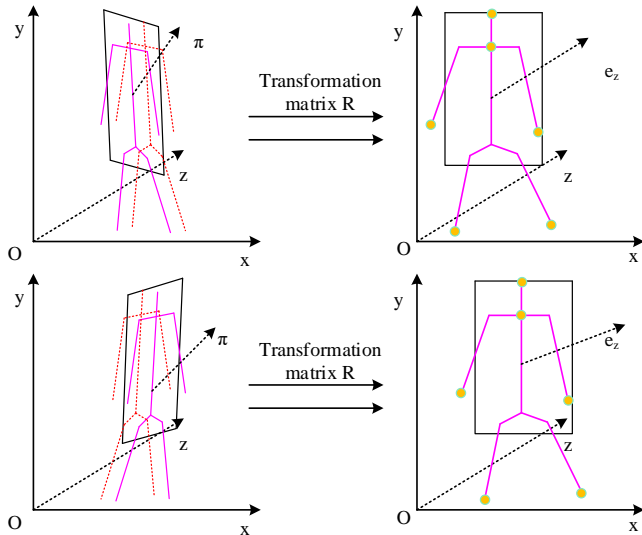 y
π
Transformation
matrix R
z
O
x
y
e_z
z
O
x
y
π
Transformation
matrix R
z
O
x
y
e_z
z
O
x